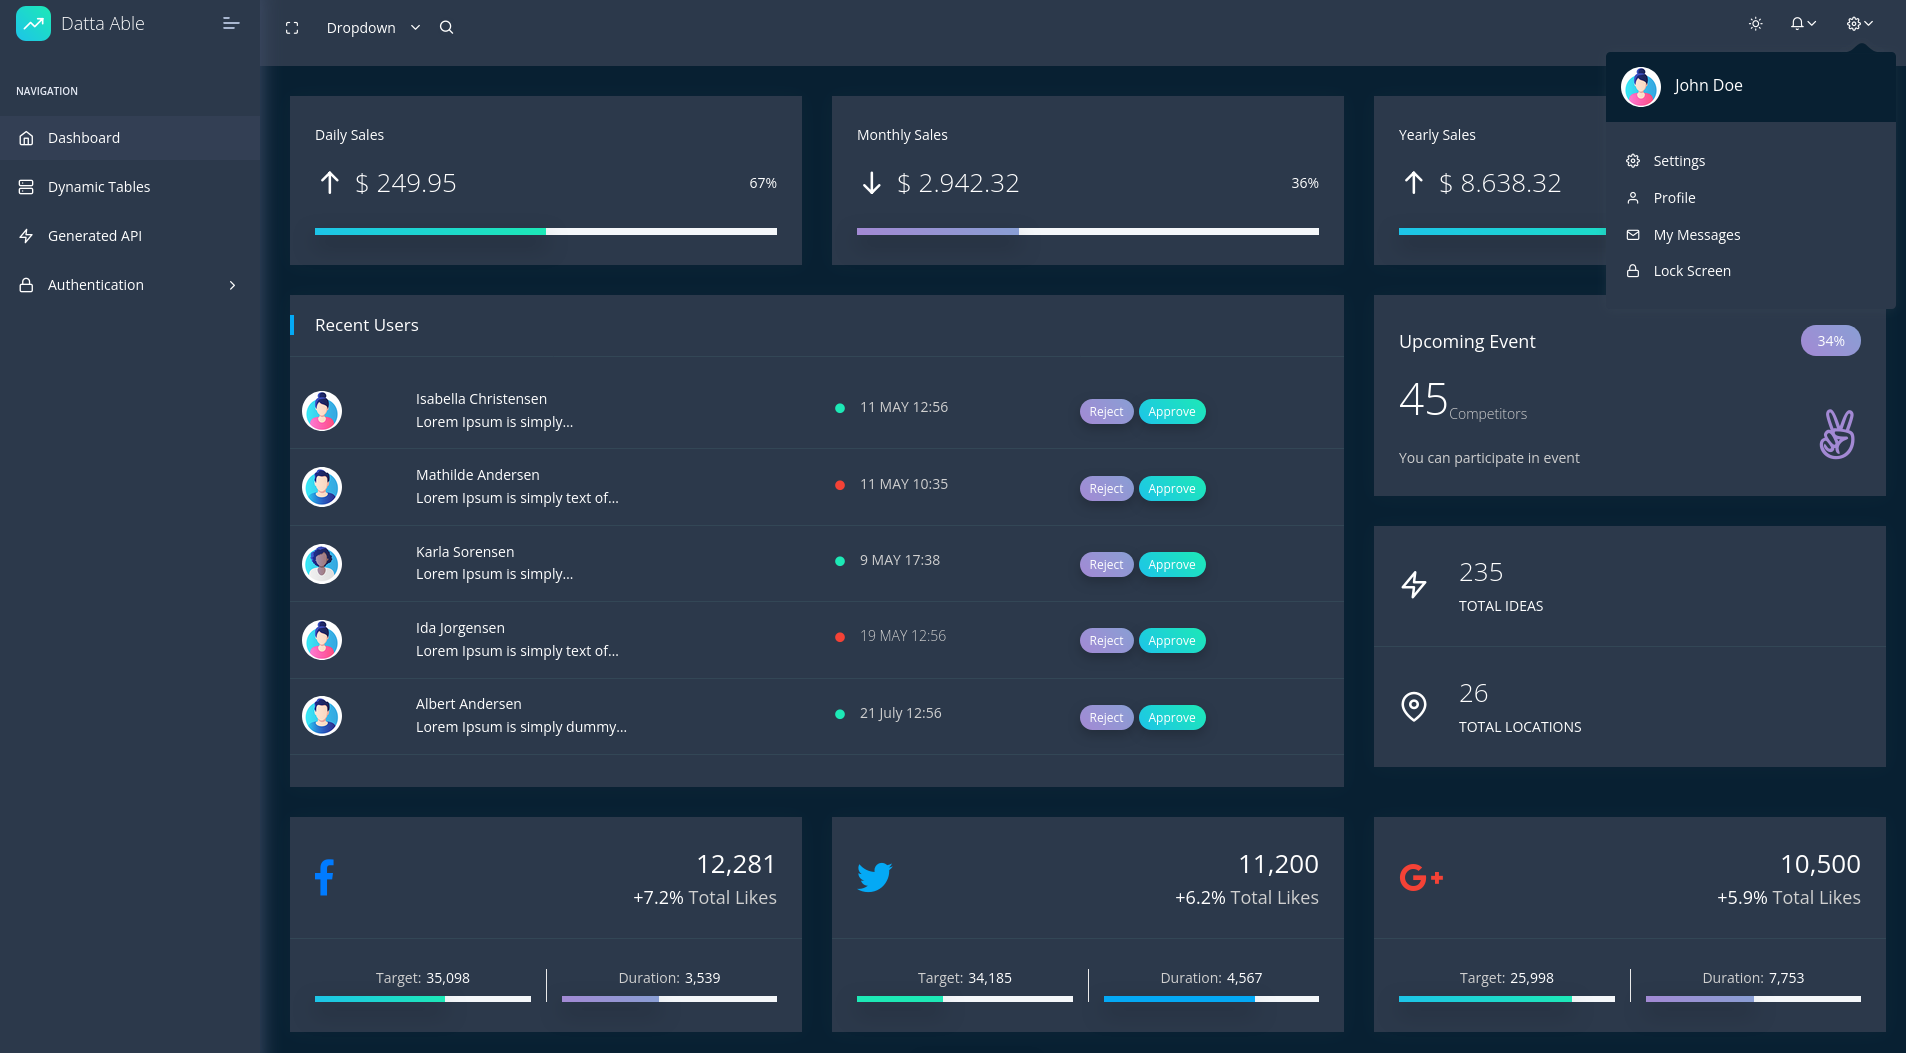 Datta Able
Dropdown
NAVIGATION
Dashboard
Dynamic Tables
Generated API
Authentication
John Doe
Settings
Profile
My Messages
Lock Screen
Daily Sales
$ 249.95
67%
Monthly Sales
$ 2.942.32
36%
Yearly Sales
$ 8.638.32
Recent Users
Isabella Christensen
Lorem Ipsum is simply...
11 MAY 12:56
Reject
Approve
Mathilde Andersen
Lorem Ipsum is simply text of...
11 MAY 10:35
Reject
Approve
Karla Sorensen
Lorem Ipsum is simply...
9 MAY 17:38
Reject
Approve
Ida Jorgensen
Lorem Ipsum is simply text of...
19 MAY 12:56
Reject
Approve
Albert Andersen
Lorem Ipsum is simply dummy...
21 July 12:56
Reject
Approve
Upcoming Event
34%
45 Competitors
You can participate in event
235
TOTAL IDEAS
26
TOTAL LOCATIONS
12,281
+7.2% Total Likes
Target: 35,098
Duration: 3,539
11,200
+6.2% Total Likes
Target: 34,185
Duration: 4,567
G+
10,500
+5.9% Total Likes
Target: 25,998
Duration: 7,753